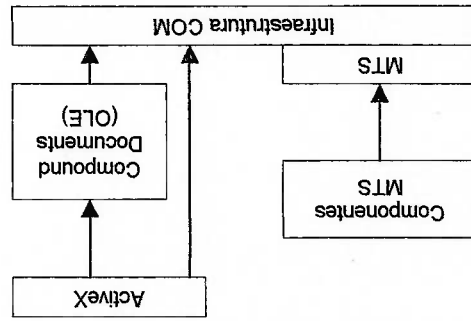 ActiveX
Componentes
MTS
Compound
Documents
(OLE)
MTS
Infraestrutura COM